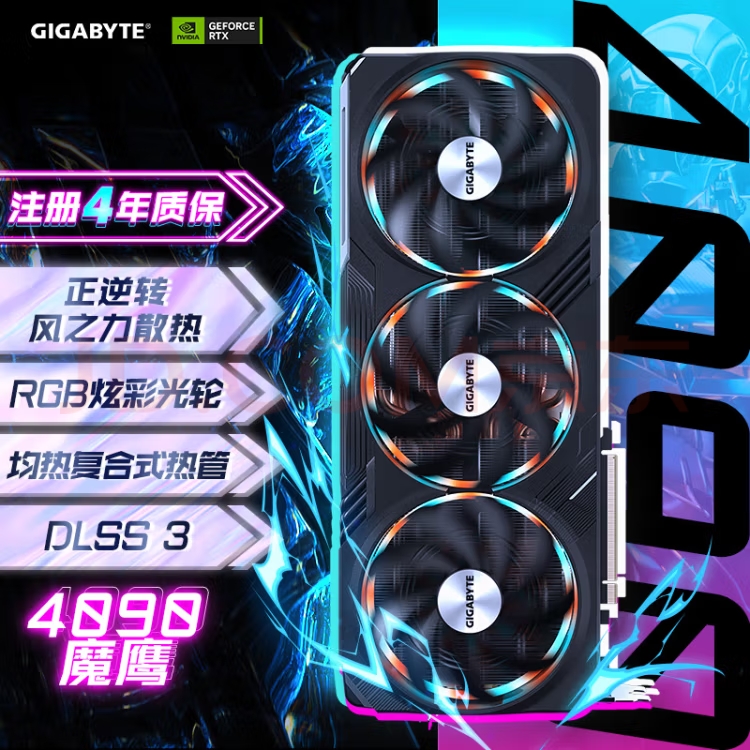 GIGABYTE®
NVIDIA
GEFORCE
RTX
注册4年质保
正逆转
风之力散热
RGB炫彩光轮
均热复合式热管
DLSS 3
4090
魔鹰
GIGABYTE
GIGABYTE
GIGABYTE
4090